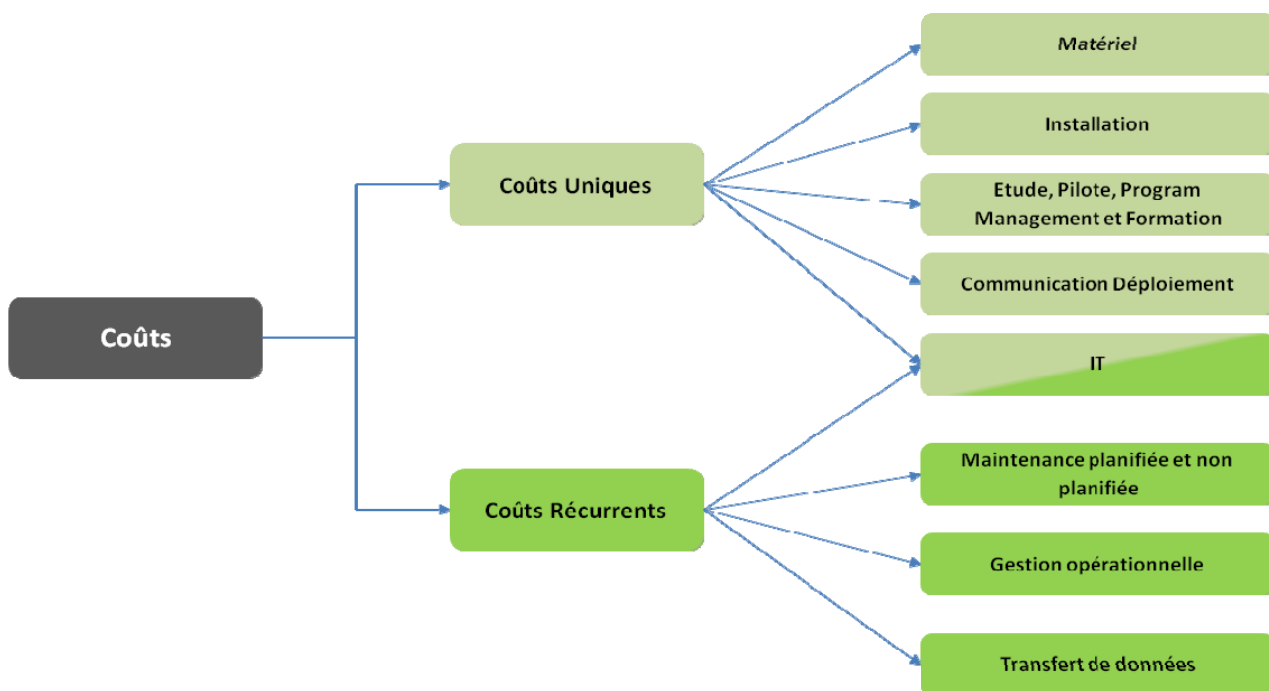 Matériel
Installation
Coûts Uniques
Etude, Pilote, Program
Management et Formation
Communication Déploiement
Coûts
IT
Maintenance planifiée et non
planifiée
Coûts Récurrents
Gestion opérationnelle
Transfert de données